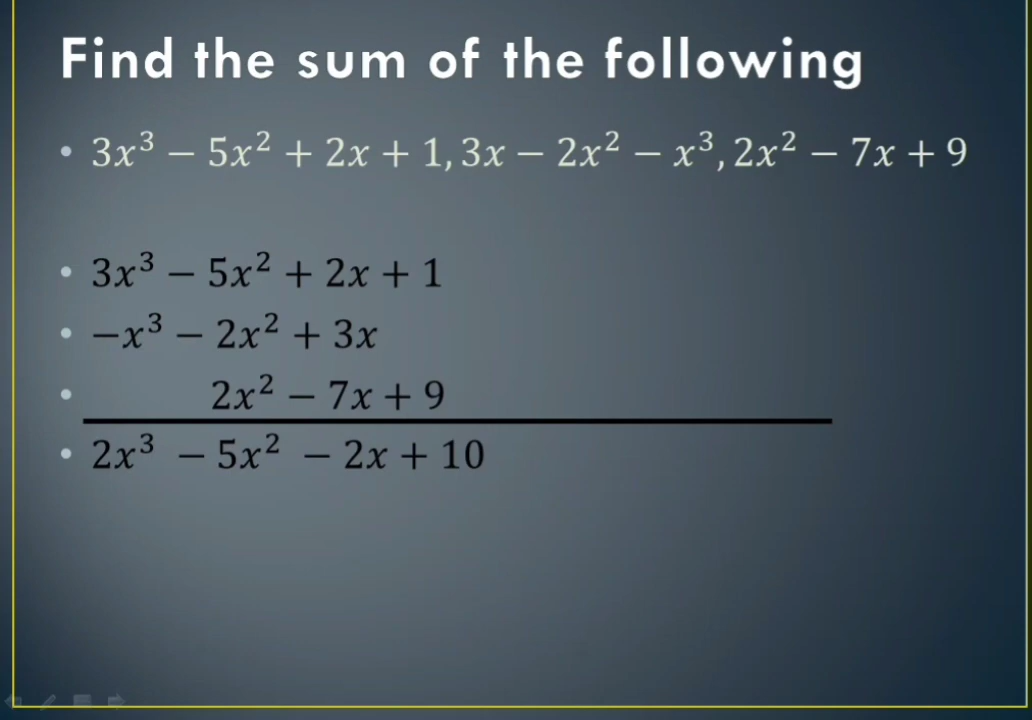 Find the sum of the following
• 3x³ − 5x² + 2x + 1, 3x − 2x² − x³, 2x² − 7x + 9
• 3x³ − 5x² + 2x + 1
• −x³ − 2x² + 3x
• 2x² − 7x + 9
• 2x³ − 5x² − 2x + 10